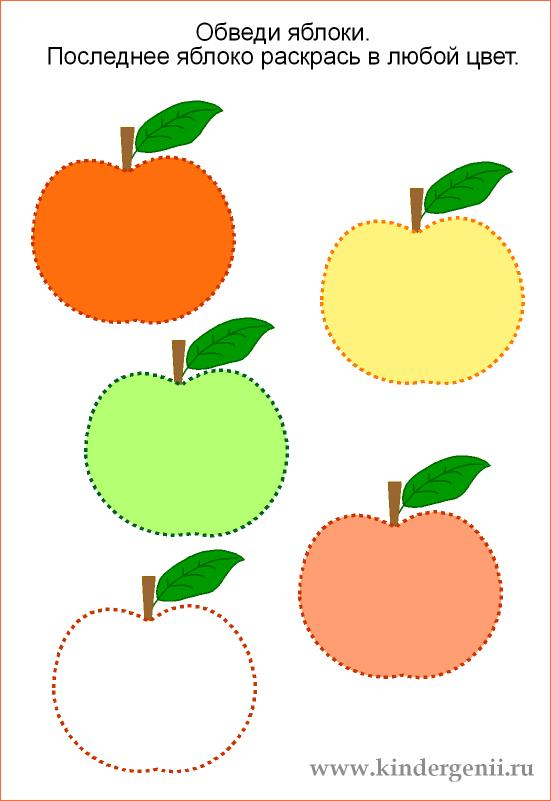 Обведи яблоки.
Последнее яблоко раскрась в любой цвет.
www.kindergenii.ru